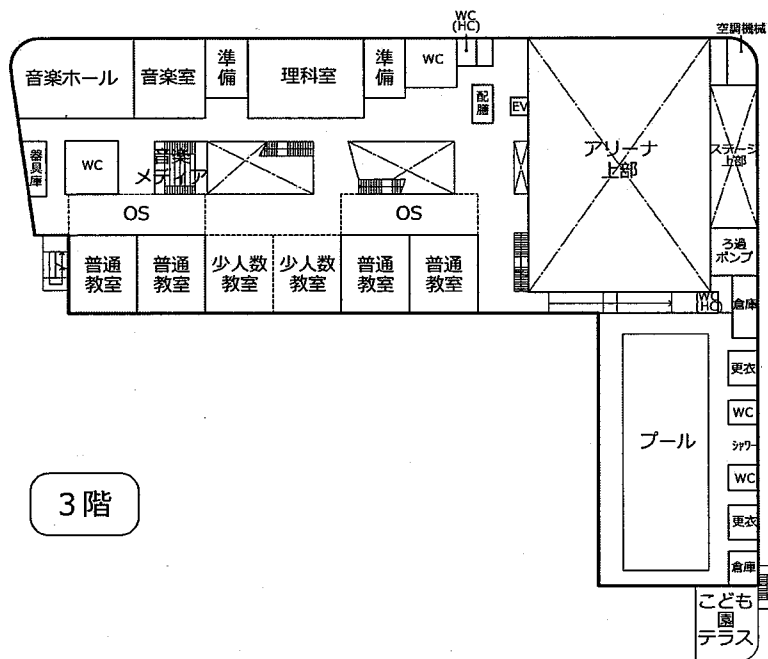 WC
(HC)
空調機械
音楽ホール
音楽室
準
備
理科室
準
備
WC
配
膳
EV
アリーナ
上部
ステージ
上部
器
具
庫
WC
音楽
メディア
OS
OS
ろ過
ポンプ
普通
教室
普通
教室
少人数
教室
少人数
教室
普通
教室
普通
教室
WC
(HC)
倉庫
更衣
WC
プール
シャワー
WC
更衣
倉庫
3階
こども
園
テラス